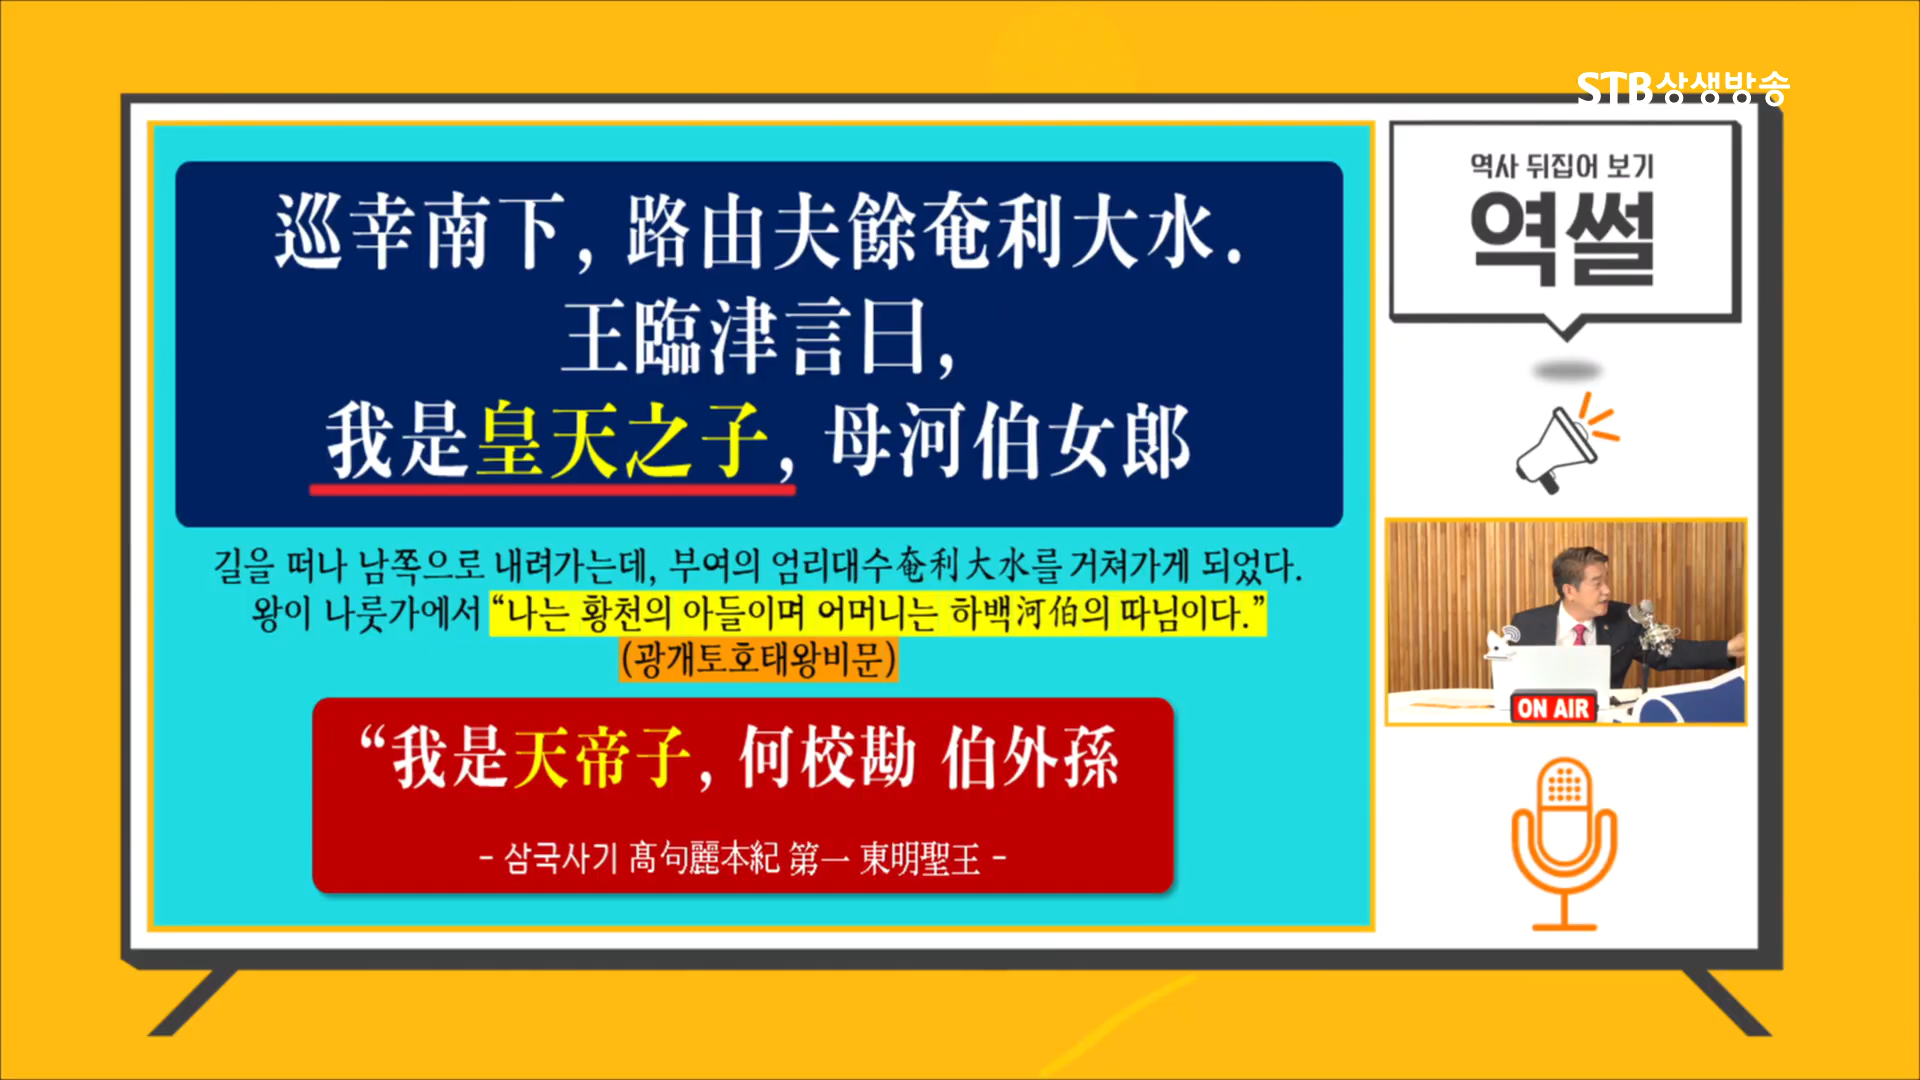 STB상생방송
역사 뒤집어 보기
역썰
巡幸南下, 路由夫餘奄利大水.
王臨津言曰,
我是皇天之子, 母河伯女郞
길을 떠나 남쪽으로 내려가는데, 부여의 엄리대수奄利大水를 거쳐가게 되었다.
왕이 나룻가에서 “나는 황천의 아들이며 어머니는 하백河伯의 따님이다.”
(광개토호태왕비문)
“我是天帝子, 何校勘 伯外孫
- 삼국사기 髙句麗本紀 第一 東明聖王 -
ON AIR